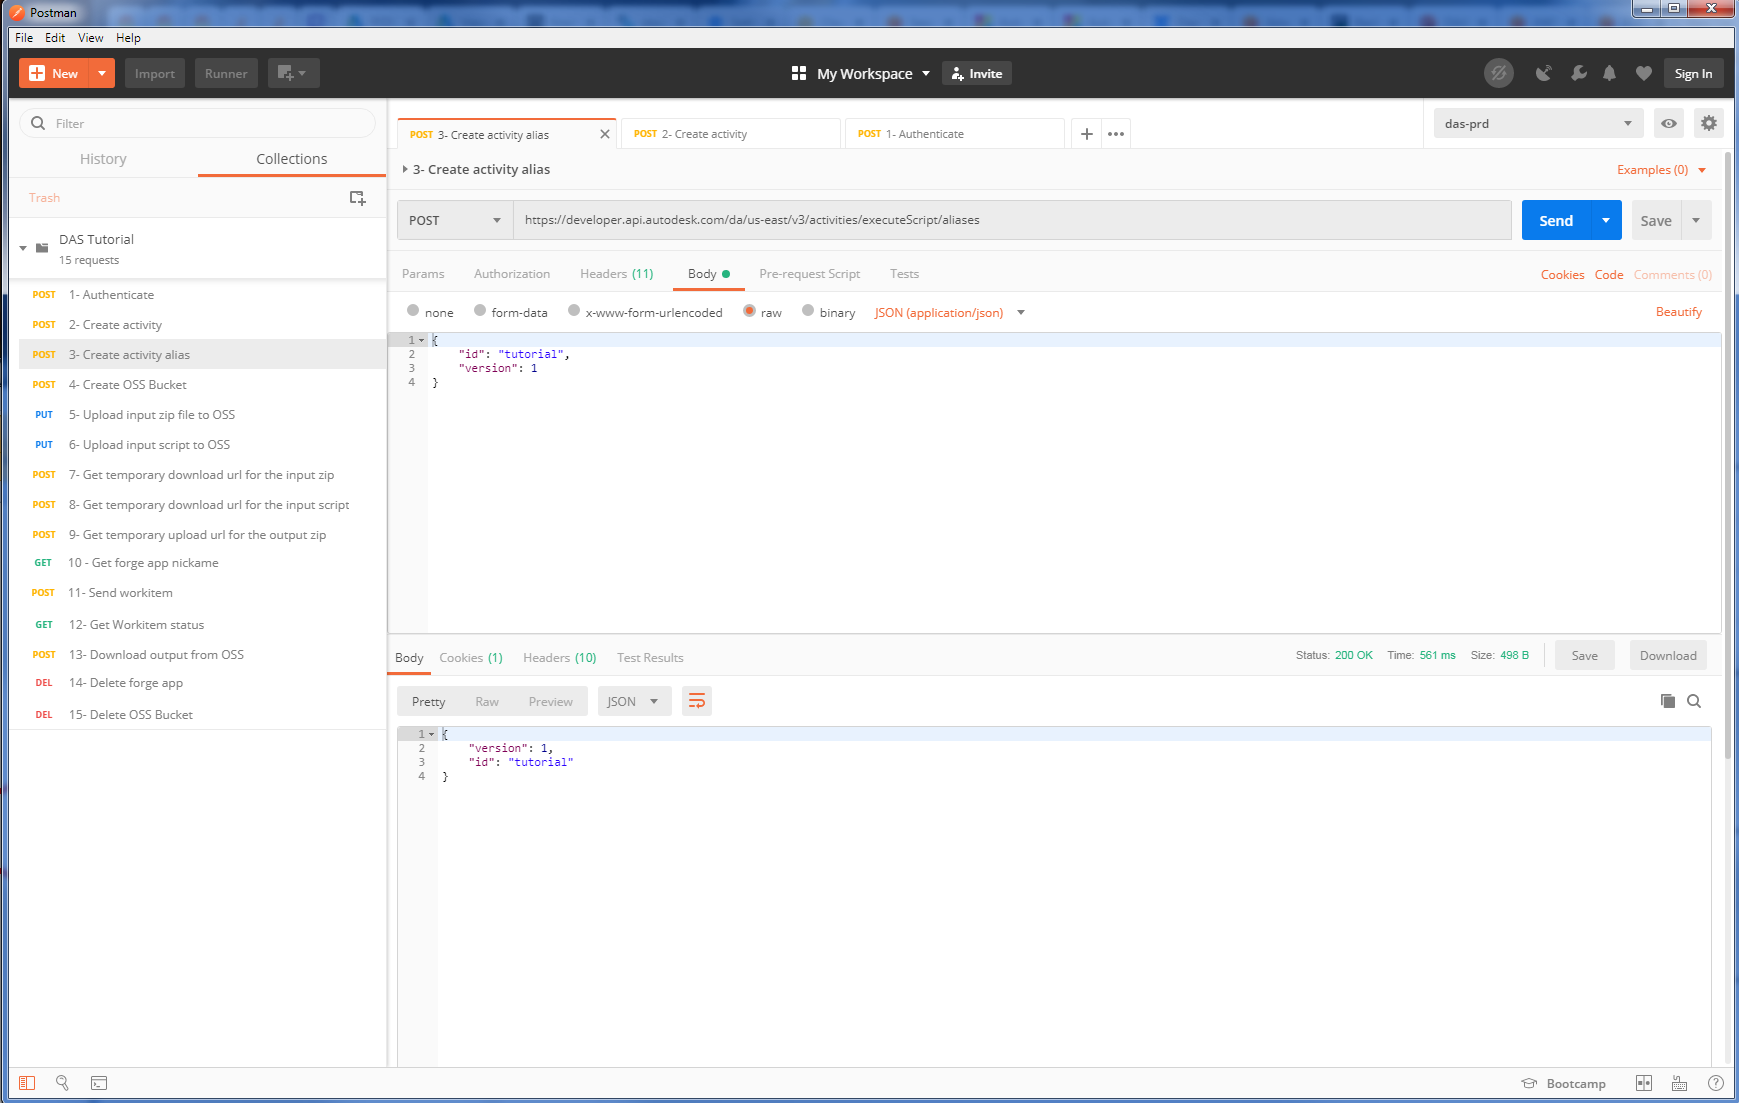 Postman
File Edit View Help
New Import Runner My Workspace Invite Sign In
Filter
History Collections
Trash
DAS Tutorial
15 requests
POST 1- Authenticate
POST 2- Create activity
POST 3- Create activity alias
POST 4- Create OSS Bucket
PUT 5- Upload input zip file to OSS
PUT 6- Upload input script to OSS
POST 7- Get temporary download url for the input zip
POST 8- Get temporary download url for the input script
POST 9- Get temporary upload url for the output zip
GET 10 - Get forge app nickame
POST 11- Send workitem
GET 12- Get Workitem status
POST 13- Download output from OSS
DEL 14- Delete forge app
DEL 15- Delete OSS Bucket
POST 3- Create activity alias POST 2- Create activity POST 1- Authenticate
das-prd
3- Create activity alias Examples (0)
POST https://developer.api.autodesk.com/da/us-east/v3/activities/executeScript/aliases Send Save
Params Authorization Headers (11) Body Pre-request Script Tests Cookies Code Comments (0)
none form-data x-www-form-urlencoded raw binary JSON (application/json) Beautify
1 {
2 "id": "tutorial",
3 "version": 1
4 }
Body Cookies (1) Headers (10) Test Results Status: 200 OK Time: 561 ms Size: 498 B Save Download
Pretty Raw Preview JSON
1 {
2 "version": 1,
3 "id": "tutorial"
4 }
Bootcamp